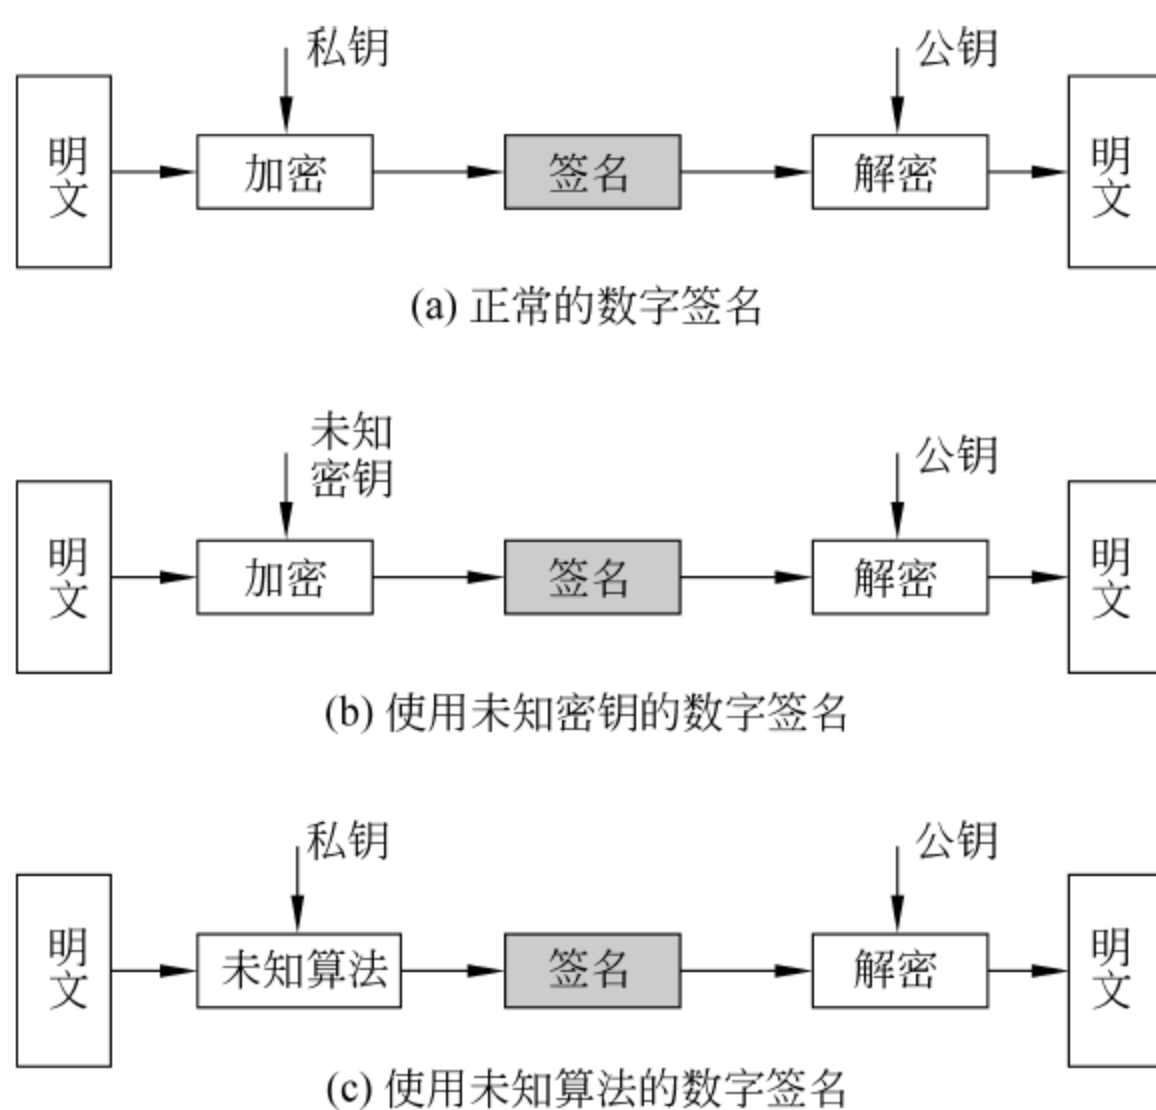 私钥
公钥
明文
加密
签名
解密
明文
(a) 正常的数字签名
未知
密钥
公钥
明文
加密
签名
解密
明文
(b) 使用未知密钥的数字签名
私钥
公钥
明文
未知算法
签名
解密
明文
(c) 使用未知算法的数字签名